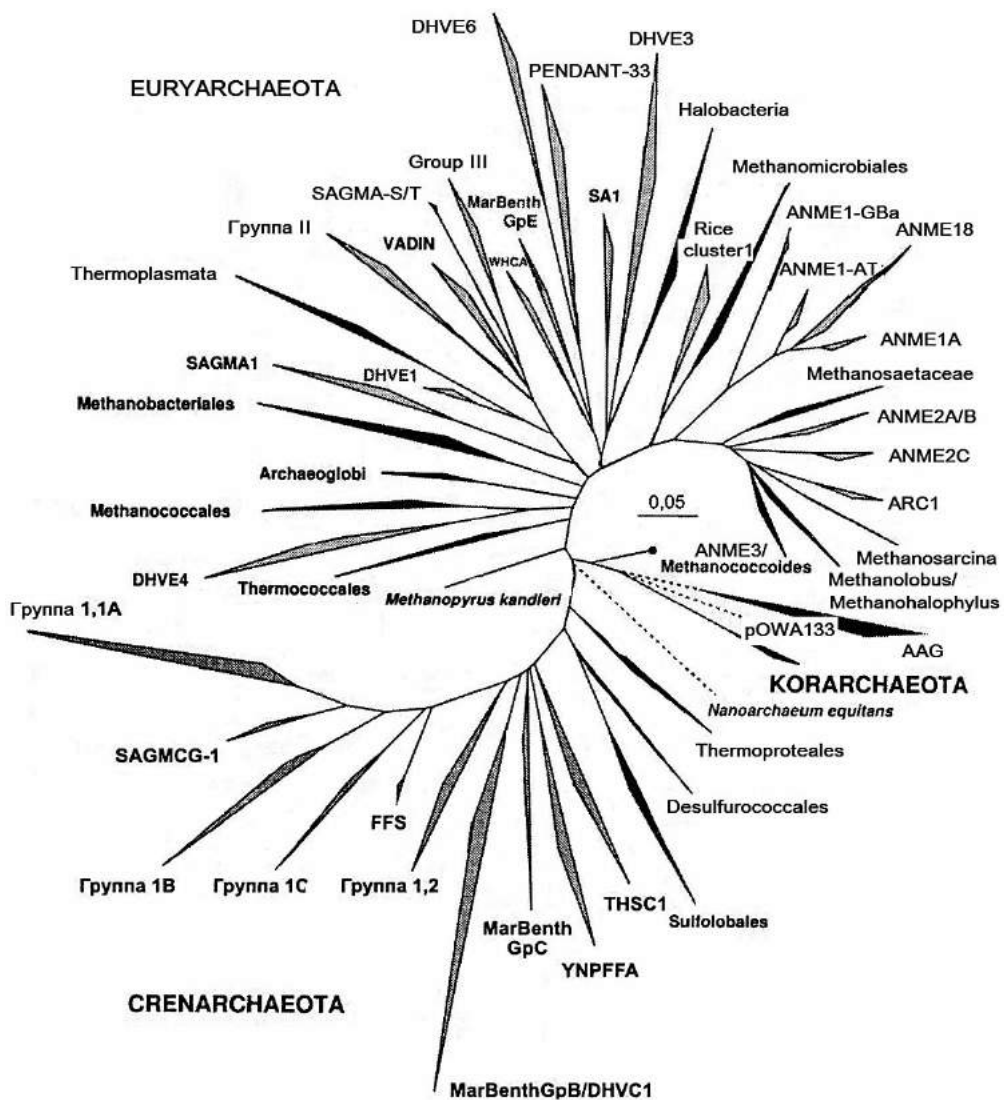 DHVE6
DHVE3
PENDANT-33
EURYARCHAEOTA
Halobacteria
Group III
Methanomicrobiales
SAGMA-S/T
MarBenth
GpE
SA1
ANME1-GBa
Группа II
VADIN
WHCA
Rice
cluster1
ANME18
ANME1-AT
Thermoplasmata
ANME1A
SAGMA1
DHVE1
Methanosaetaceae
Methanobacteriales
ANME2A/B
ANME2C
Archaeoglobi
0,05
ARC1
Methanococcales
ANME3/
Methanococcoides
Methanosarcina
DHVE4
Thermococcales
Methanopyrus kandieri
Methanolobus/
Methanohalophylus
Группа 1,1A
pOWA133
AAG
KORARCHAEOTA
Nanoarchaeum equitans
SAGMCG-1
Thermoproteales
FFS
Desulfurococcales
Группа 1B
Группа 1C
Группа 1,2
THSC1
Sulfolobales
MarBenth
GpC
YNPFFA
CRENARCHAEOTA
MarBenthGpB/DHVC1